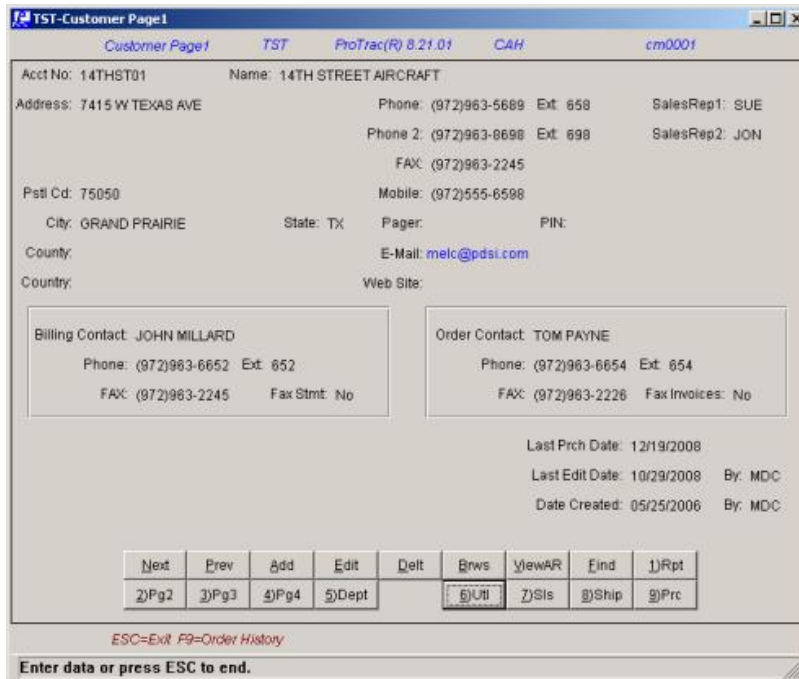 TST-Customer Page1
Customer Page1 TST ProTrac(R) 8.21.01 CAH cm0001
Acct No: 14THST01 Name: 14TH STREET AIRCRAFT
Address: 7415 W TEXAS AVE Phone: (972)963-5689 Ext: 658 SalesRep1: SUE
Phone 2: (972)963-8698 Ext: 698 SalesRep2: JON
FAX: (972)963-2245
Pstl Cd: 75050 Mobile: (972)555-6598
City: GRAND PRAIRIE State: TX Pager: PIN:
County: E-Mail: melc@pdsi.com
Country: Web Site:
Billing Contact: JOHN MILLARD Order Contact: TOM PAYNE
Phone: (972)963-6652 Ext: 652 Phone: (972)963-6654 Ext: 654
FAX: (972)963-2245 Fax Stmt: No FAX: (972)963-2226 Fax Invoices: No
Last Prch Date: 12/19/2008
Last Edit Date: 10/29/2008 By: MDC
Date Created: 05/25/2006 By: MDC
Next Prev Add Edit Delt Brws ViewAR Find 1)Rpt
2)Pg2 3)Pg3 4)Pg4 5)Dept 6)Utl 7)Sls 8)Ship 9)Prc
ESC=Exit F9=Order History
Enter data or press ESC to end.